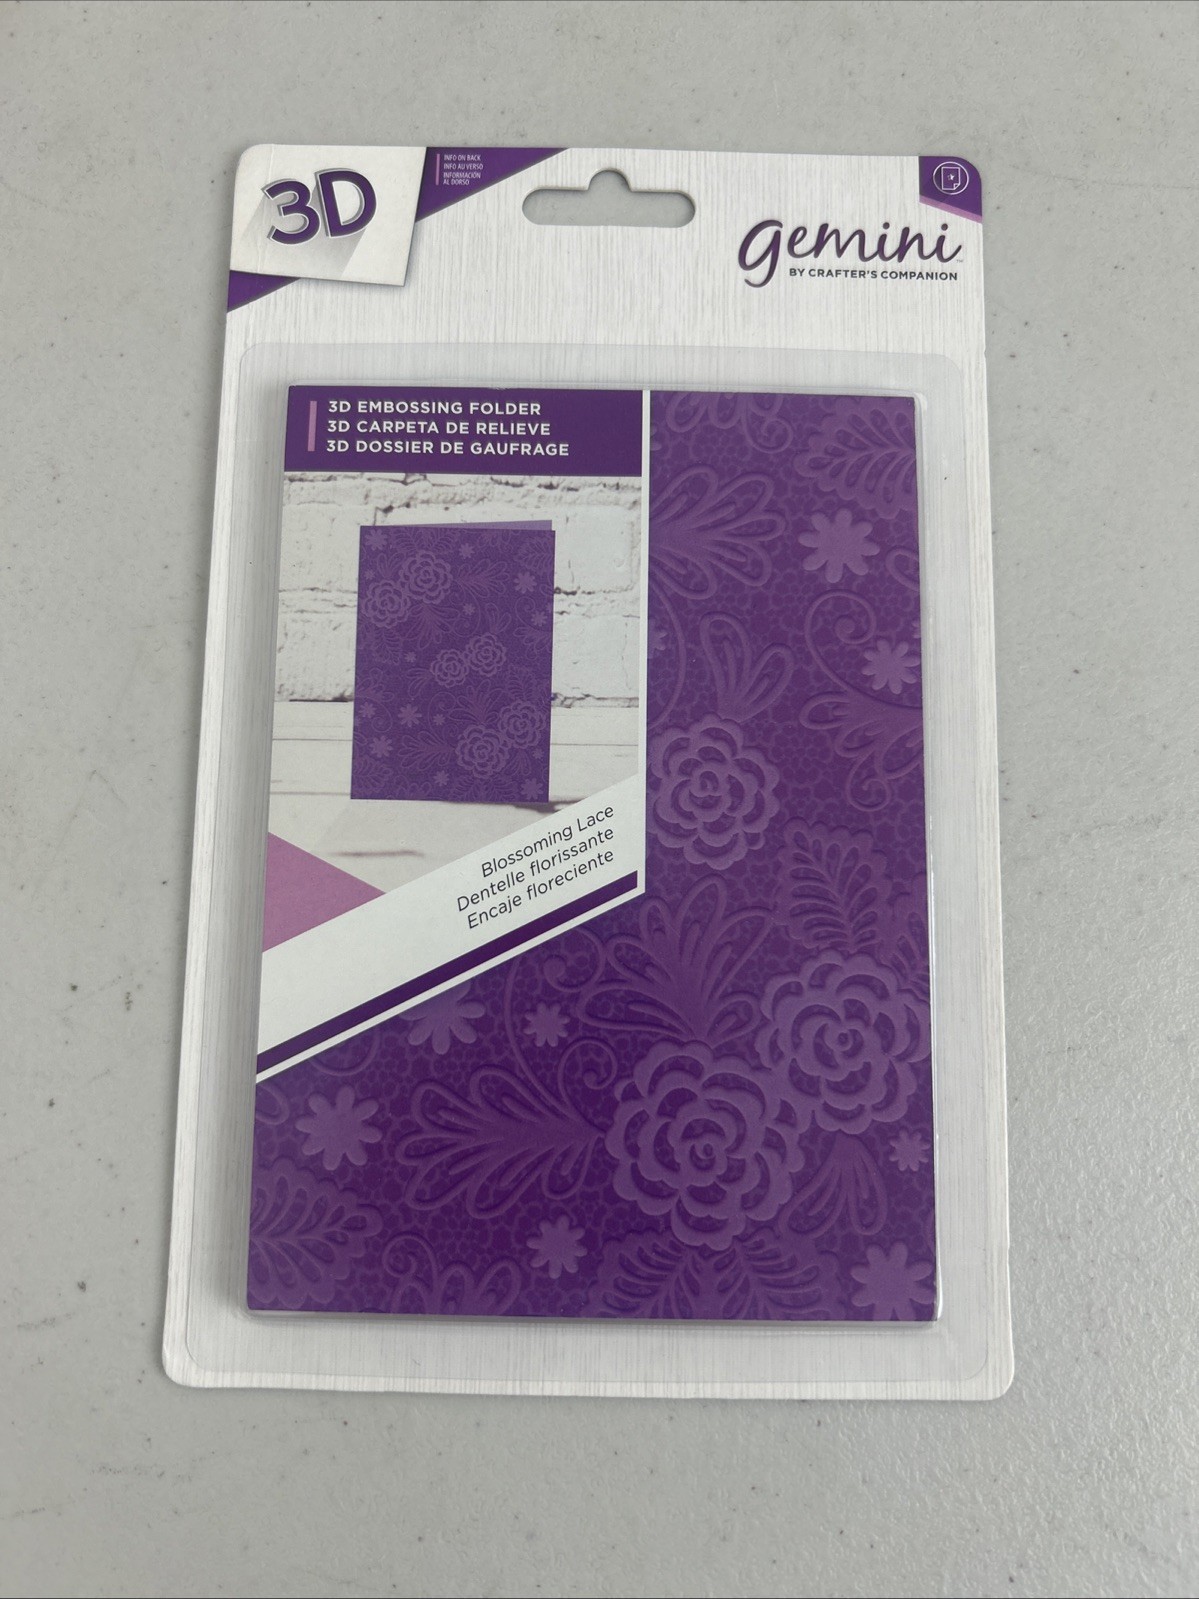 3D
INFO ON BACK
INFO AU VERSO
INFORMACIÓN
AL DORSO
gemini
BY CRAFTER'S COMPANION
3D EMBOSSING FOLDER
3D CARPETA DE RELIEVE
3D DOSSIER DE GAUFRAGE
Blossoming Lace
Dentelle florissante
Encaje floreciente